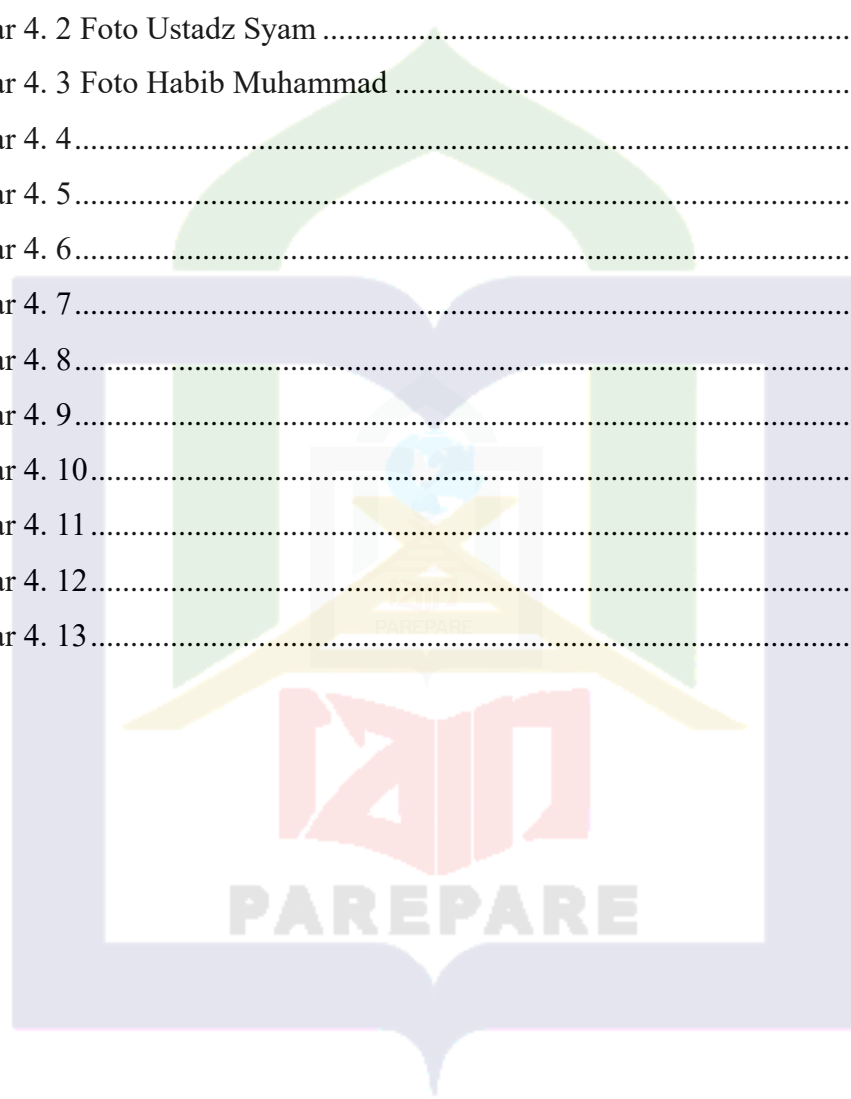 ar 4. 2 Foto Ustadz Syam ..........................................................................
ar 4. 3 Foto Habib Muhammad ................................................................
ar 4. 4..........................................................................................................
ar 4. 5..........................................................................................................
ar 4. 6..........................................................................................................
ar 4. 7..........................................................................................................
ar 4. 8..........................................................................................................
ar 4. 9..........................................................................................................
ar 4. 10........................................................................................................
ar 4. 11........................................................................................................
ar 4. 12........................................................................................................
ar 4. 13........................................................................................................
PAREPARE
iain
PAREPARE